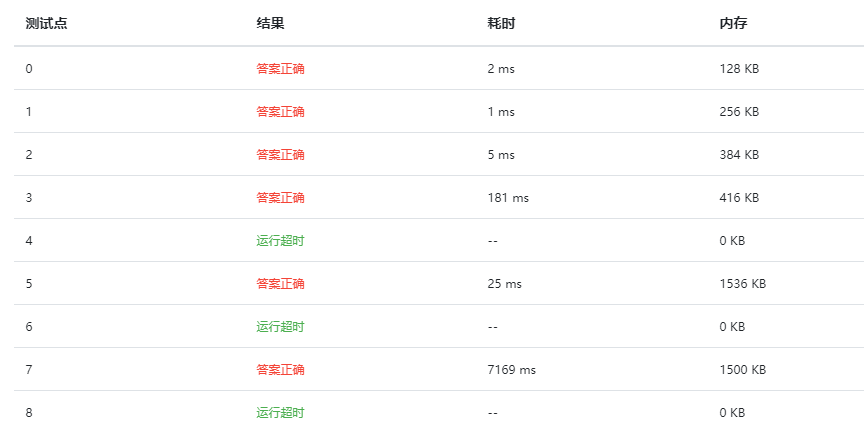 测试点 结果 耗时 内存
0 答案正确 2 ms 128 KB
1 答案正确 1 ms 256 KB
2 答案正确 5 ms 384 KB
3 答案正确 181 ms 416 KB
4 运行超时 -- 0 KB
5 答案正确 25 ms 1536 KB
6 运行超时 -- 0 KB
7 答案正确 7169 ms 1500 KB
8 运行超时 -- 0 KB